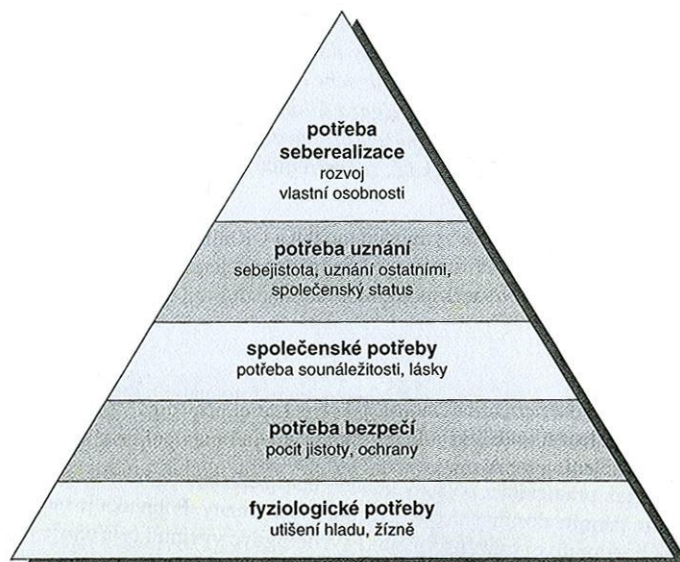 potřeba
seberealizace
rozvoj
vlastní osobnosti
potřeba uznání
sebejistota, uznání ostatními,
společenský status
společenské potřeby
potřeba sounáležitosti, lásky
potřeba bezpečí
pocit jistoty, ochrany
fyziologické potřeby
utišení hladu, žízně